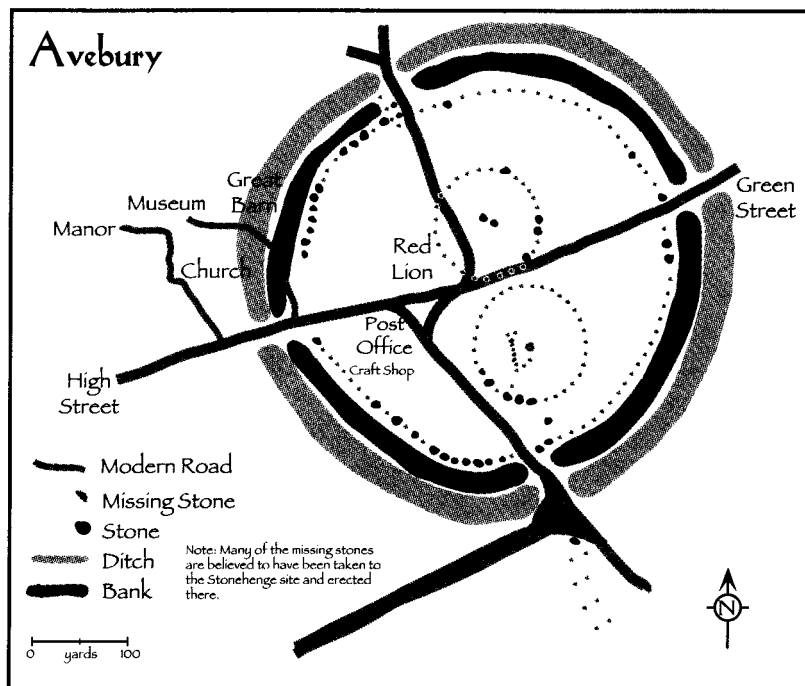 Avebury
Great
Barn
Museum
Manor
Church
Red
Lion
Green
Street
Post
Office
Craft Shop
High
Street
Modern Road
Missing Stone
Stone
Ditch
Bank
Note: Many of the missing stones
are believed to have been taken to
the Stonehenge site and erected
there.
N
0 yards 100